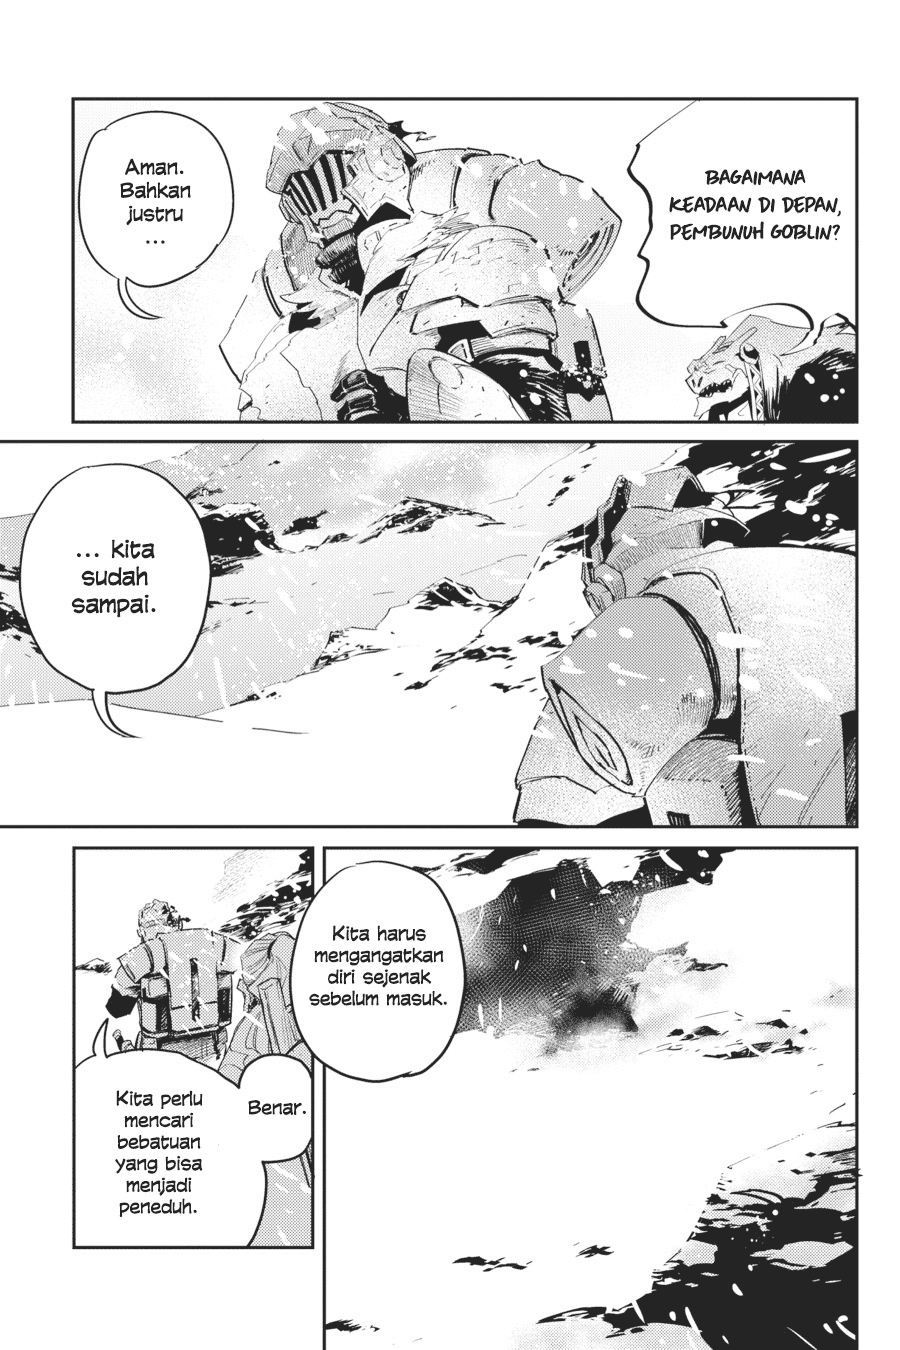 BAGAIMANA
KEADAAN DI DEPAN,
PEMBUNUH GOBLIN?
Aman.
Bahkan
justru
...
... kita
sudah
sampai.
Kita harus
mengangatkan
diri sejenak
sebelum masuk.
Benar.
Kita perlu
mencari
bebatuan
yang bisa
menjadi
peneduh.